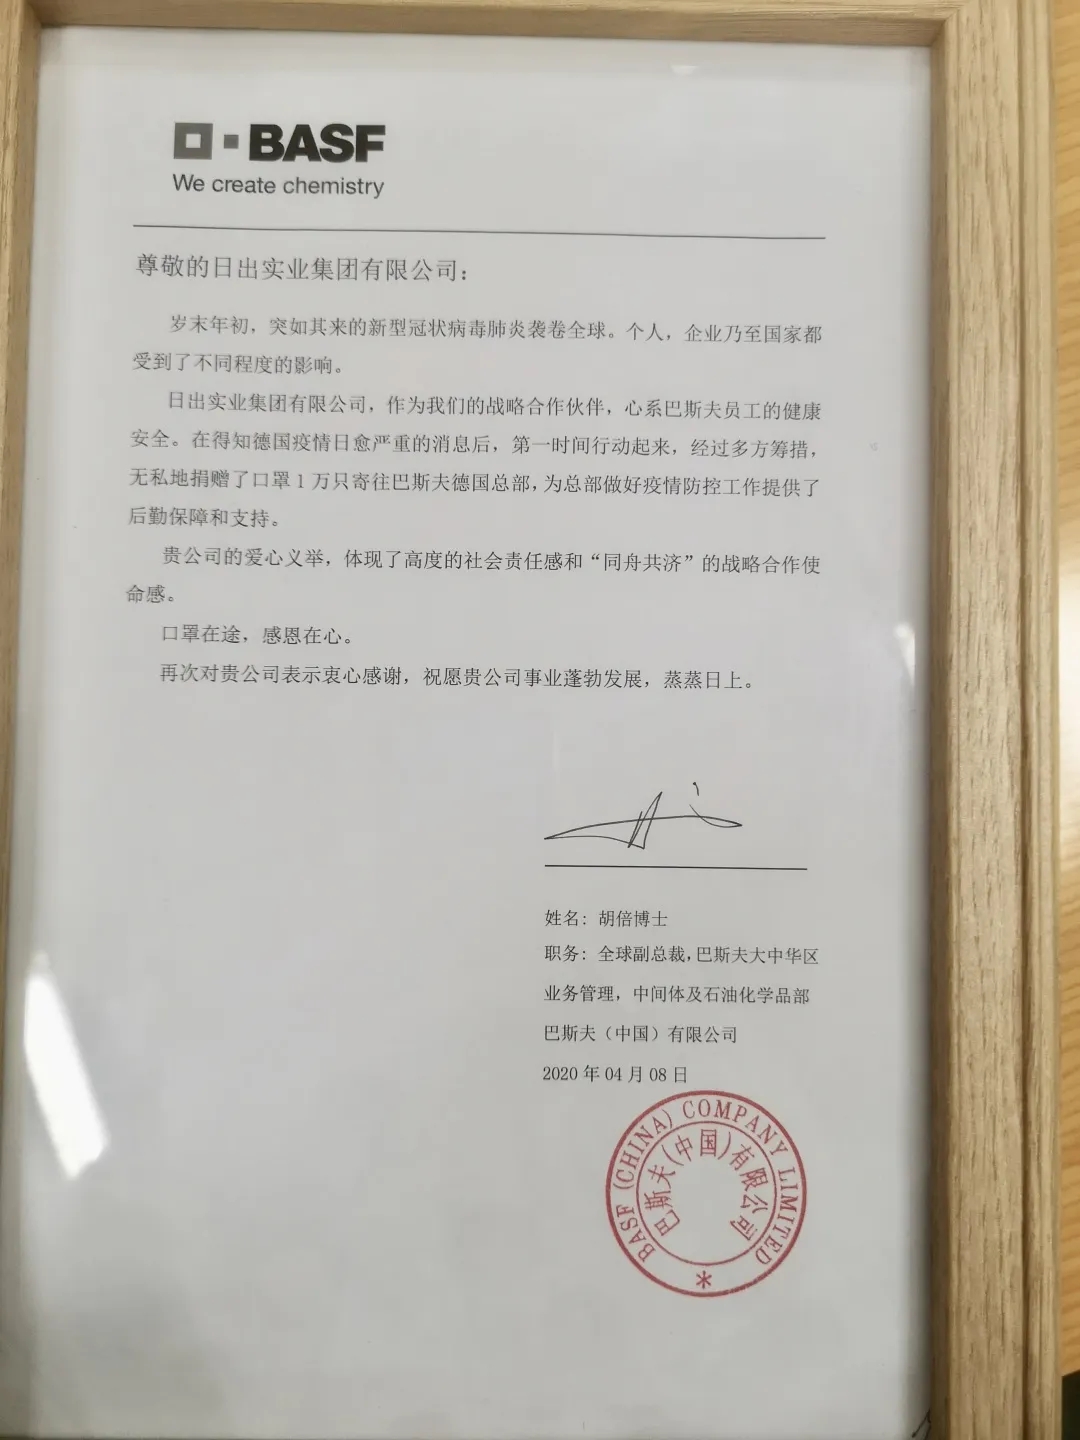 BASF
We create chemistry
尊敬的日出实业集团有限公司：
岁末年初，突如其来的新型冠状病毒肺炎袭卷全球。个人，企业乃至国家都
受到了不同程度的影响。
日出实业集团有限公司，作为我们的战略合作伙伴，心系巴斯夫员工的健康
安全。在得知德国疫情日愈严重的消息后，第一时间行动起来，经过多方筹措，
无私地捐赠了口罩1万只寄往巴斯夫德国总部，为总部做好疫情防控工作提供了
后勤保障和支持。
贵公司的爱心义举，体现了高度的社会责任感和“同舟共济”的战略合作使
命感。
口罩在途，感恩在心。
再次对贵公司表示衷心感谢，祝愿贵公司事业蓬勃发展，蒸蒸日上。
姓名：胡倍博士
职务：全球副总裁，巴斯夫大中华区
业务管理，中间体及石油化学品部
巴斯夫（中国）有限公司
2020年04月08日
BASF (CHINA) COMPANY LIMITED
巴斯夫(中国)有限公司